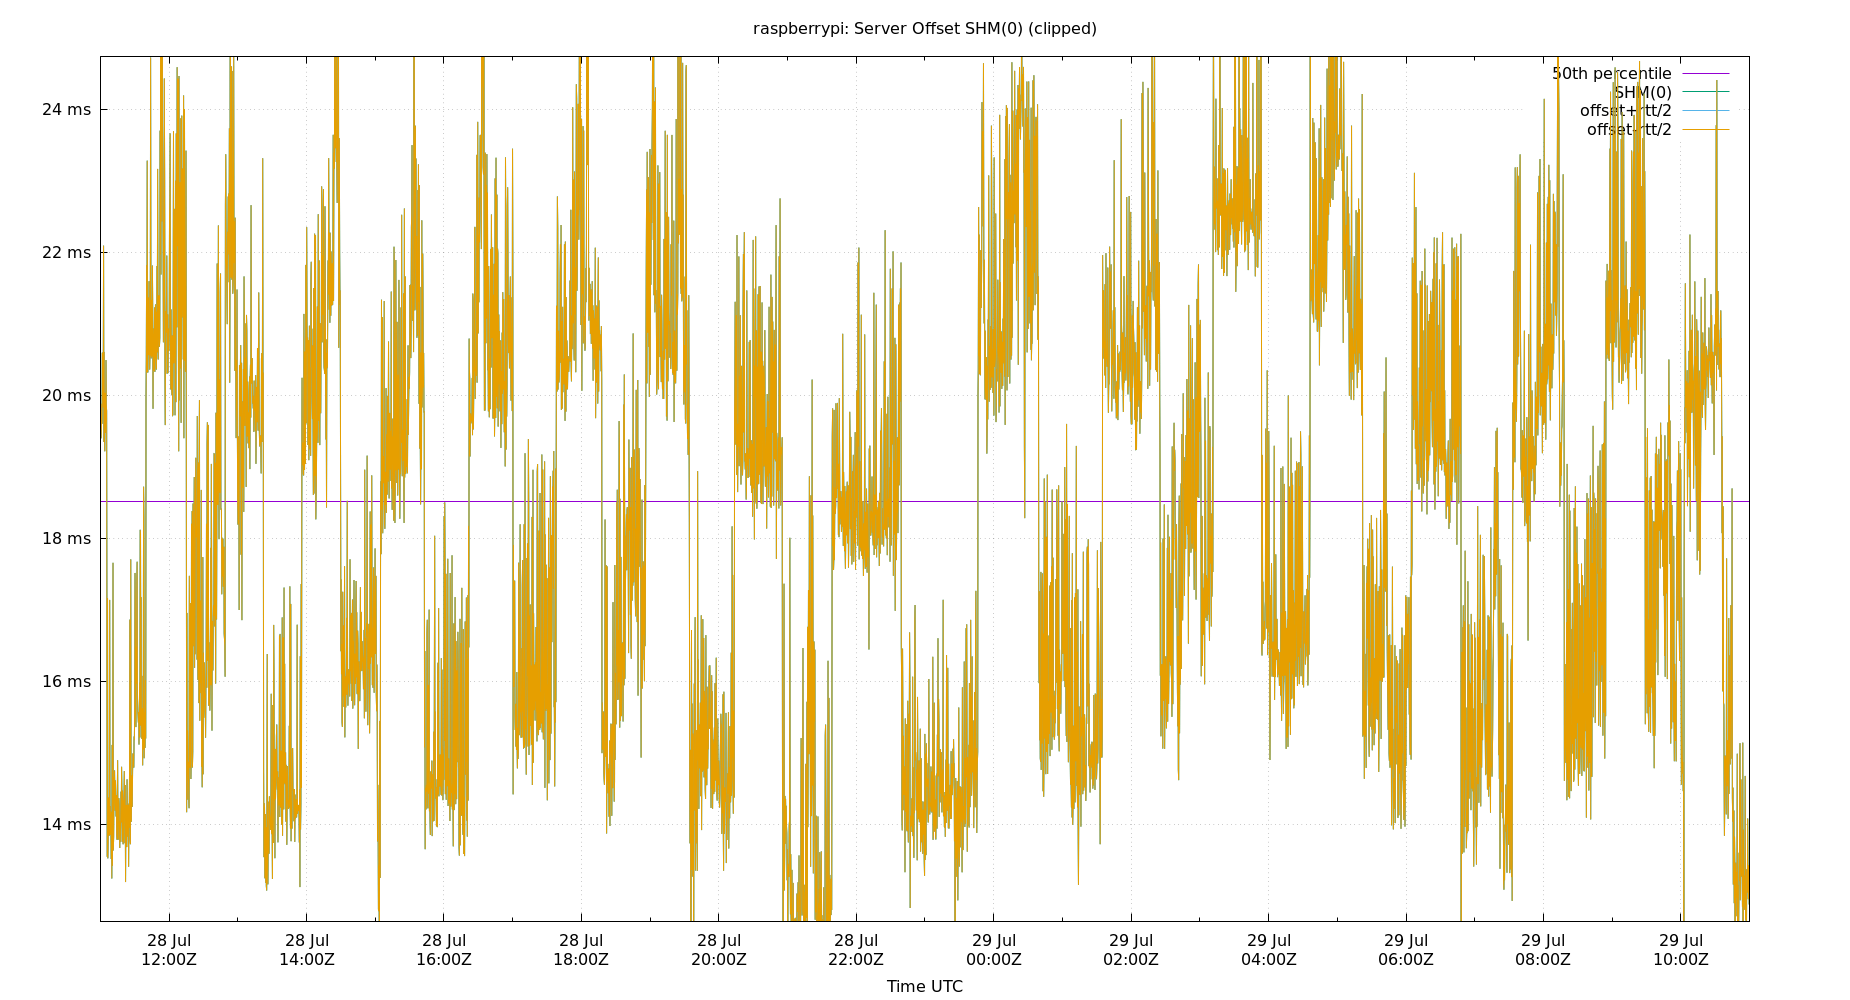 raspberrypi: Server Offset SHM(0) (clipped)
50th percentile
SHM(0)
offset+rtt/2
offset-rtt/2
24 ms
22 ms
20 ms
18 ms
16 ms
14 ms
28 Jul 28 Jul 28 Jul 28 Jul 28 Jul 28 Jul 29 Jul 29 Jul 29 Jul 29 Jul 29 Jul 29 Jul
12:00Z 14:00Z 16:00Z 18:00Z 20:00Z 22:00Z 00:00Z 02:00Z 04:00Z 06:00Z 08:00Z 10:00Z
Time UTC